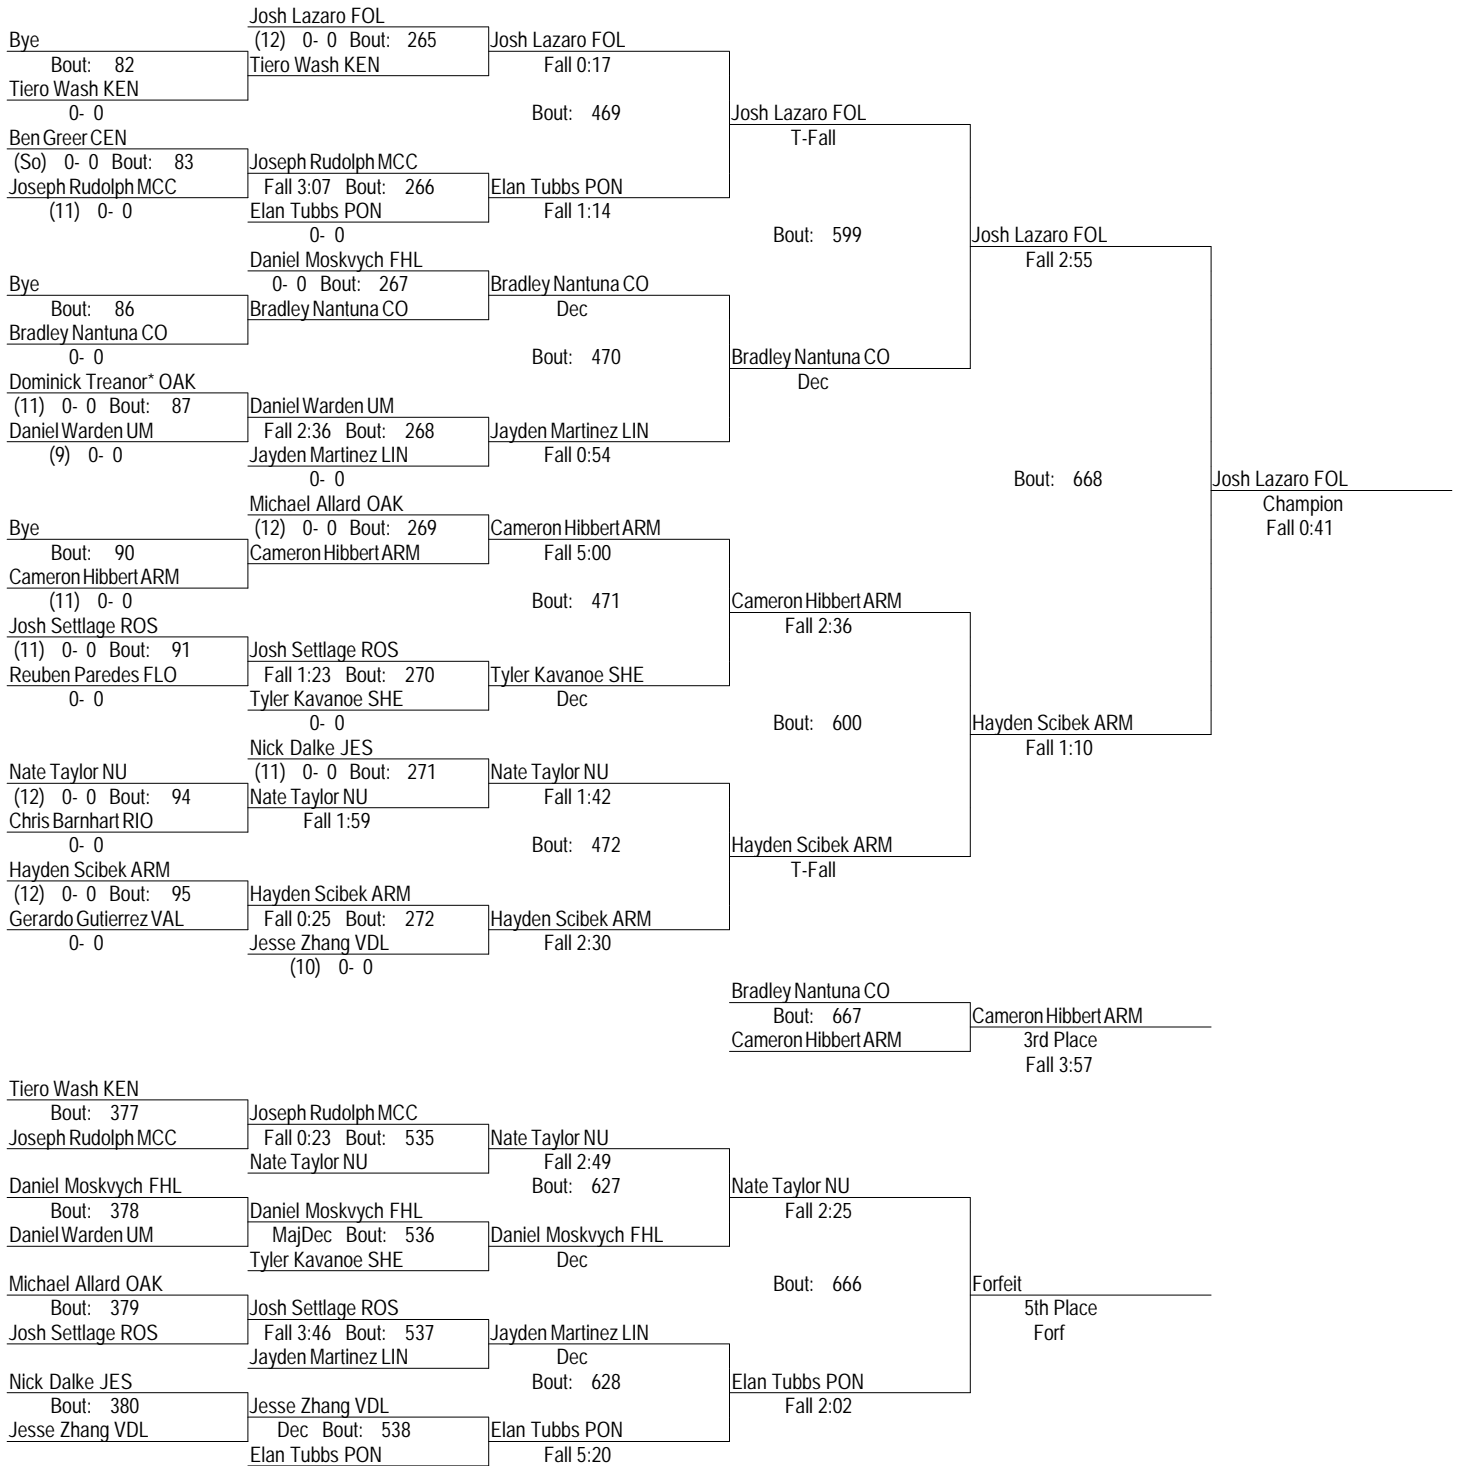 Josh Lazaro FOL
Bye (12) 0- 0 Bout: 265 Josh Lazaro FOL
Bout: 82 Tiero Wash KEN Fall 0:17
Tiero Wash KEN
0- 0 Bout: 469 Josh Lazaro FOL
Ben Greer CEN T-Fall
(So) 0- 0 Bout: 83 Joseph Rudolph MCC
Joseph Rudolph MCC Fall 3:07 Bout: 266 Elan Tubbs PON
(11) 0- 0 Elan Tubbs PON Fall 1:14
0- 0 Bout: 599 Josh Lazaro FOL
Daniel Moskvych FHL Fall 2:55
Bye 0- 0 Bout: 267 Bradley Nantuna CO
Bout: 86 Bradley Nantuna CO Dec
Bradley Nantuna CO
0- 0 Bout: 470 Bradley Nantuna CO
Dominick Treanor* OAK Dec
(11) 0- 0 Bout: 87 Daniel Warden UM
Daniel Warden UM Fall 2:36 Bout: 268 Jayden Martinez LIN
(9) 0- 0 Jayden Martinez LIN Fall 0:54
0- 0 Bout: 668 Josh Lazaro FOL
Michael Allard OAK Champion
Bye (12) 0- 0 Bout: 269 Cameron Hibbert ARM Fall 0:41
Bout: 90 Cameron Hibbert ARM Fall 5:00
Cameron Hibbert ARM
(11) 0- 0 Bout: 471 Cameron Hibbert ARM
Josh Settlage ROS Fall 2:36
(11) 0- 0 Bout: 91 Josh Settlage ROS
Reuben Paredes FLO Fall 1:23 Bout: 270 Tyler Kavanoe SHE
0- 0 Tyler Kavanoe SHE Dec
0- 0 Bout: 600 Hayden Scibek ARM
Nick Dalke JES Fall 1:10
Nate Taylor NU (11) 0- 0 Bout: 271 Nate Taylor NU
(12) 0- 0 Bout: 94 Nate Taylor NU Fall 1:42
Chris Barnhart RIO Fall 1:59
0- 0 Bout: 472 Hayden Scibek ARM
Hayden Scibek ARM T-Fall
(12) 0- 0 Bout: 95 Hayden Scibek ARM
Gerardo Gutierrez VAL Fall 0:25 Bout: 272 Hayden Scibek ARM
0- 0 Jesse Zhang VDL Fall 2:30
(10) 0- 0
Bradley Nantuna CO
Bout: 667 Cameron Hibbert ARM
Cameron Hibbert ARM 3rd Place
Fall 3:57
Tiero Wash KEN
Bout: 377 Joseph Rudolph MCC
Joseph Rudolph MCC Fall 0:23 Bout: 535 Nate Taylor NU
Nate Taylor NU Fall 2:49
Daniel Moskvych FHL Bout: 627 Nate Taylor NU
Bout: 378 Daniel Moskvych FHL Fall 2:25
Daniel Warden UM MajDec Bout: 536 Daniel Moskvych FHL
Tyler Kavanoe SHE Dec
Michael Allard OAK Bout: 666 Forfeit
Bout: 379 Josh Settlage ROS 5th Place
Josh Settlage ROS Fall 3:46 Bout: 537 Jayden Martinez LIN Forf
Jayden Martinez LIN Dec
Nick Dalke JES Bout: 628 Elan Tubbs PON
Bout: 380 Jesse Zhang VDL Fall 2:02
Jesse Zhang VDL Dec Bout: 538 Elan Tubbs PON
Elan Tubbs PON Fall 5:20